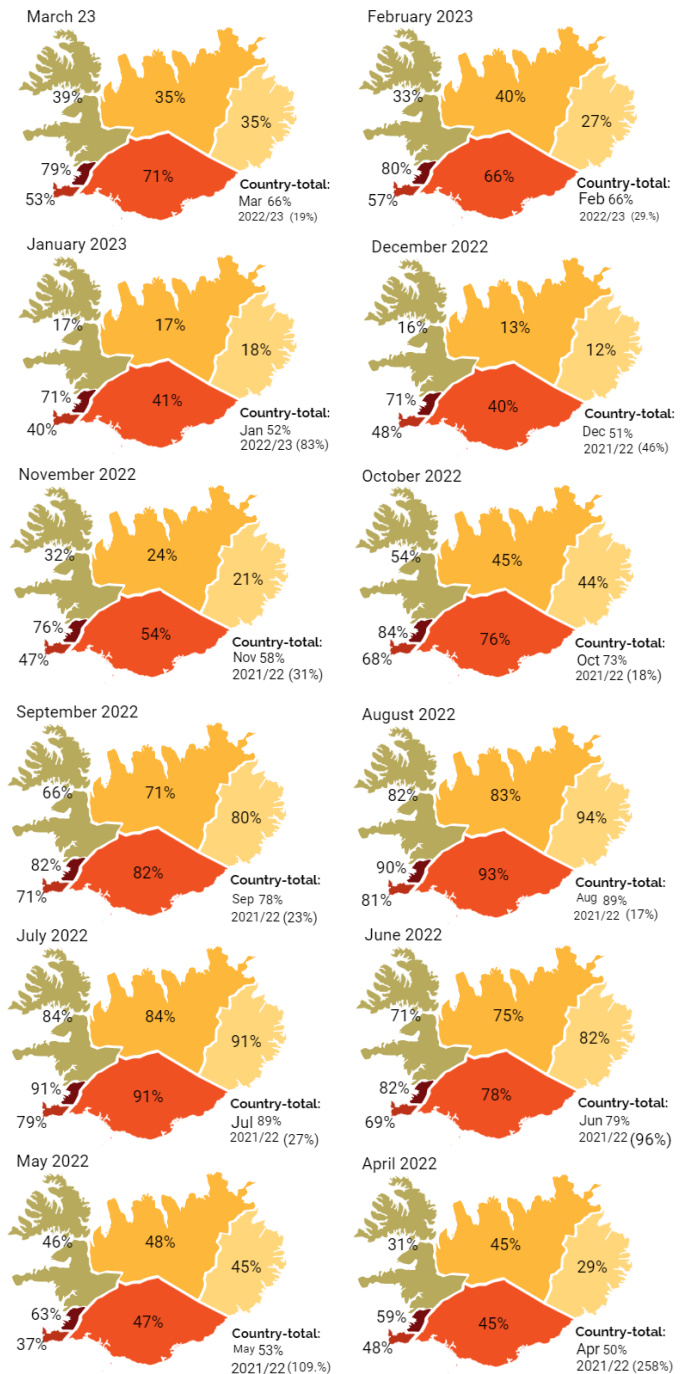 March 23
39%
35%
35%
79%
71%
53%
Country-total:
Mar 66%
2022/23 (19%)
February 2023
33%
40%
27%
80%
66%
57%
Country-total:
Feb 66%
2022/23 (29.)
January 2023
17%
17%
18%
71%
41%
40%
Country-total:
Jan 52%
2022/23 (83%)
December 2022
16%
13%
12%
71%
40%
48%
Country-total:
Dec 51%
2021/22 (46%)
November 2022
32%
24%
21%
76%
54%
47%
Country-total:
Nov 58%
2021/22 (31%)
October 2022
54%
45%
44%
84%
76%
68%
Country-total:
Oct 73%
2021/22 (18%)
September 2022
66%
71%
80%
82%
82%
71%
Country-total:
Sep 78%
2021/22 (23%)
August 2022
82%
83%
94%
90%
93%
81%
Country-total:
Aug 89%
2021/22 (17%)
July 2022
84%
84%
91%
91%
91%
79%
Country-total:
Jul 89%
2021/22 (27%)
June 2022
71%
75%
82%
82%
78%
69%
Country-total:
Jun 79%
2021/22 (96%)
May 2022
46%
48%
45%
63%
47%
37%
Country-total:
May 53%
2021/22 (109.)
April 2022
31%
45%
29%
59%
45%
48%
Country-total:
Apr 50%
2021/22 (258%)